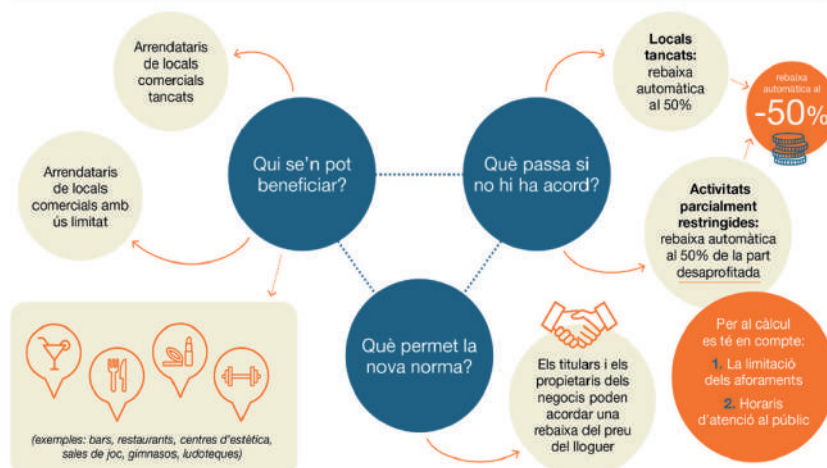 Arrendataris
de locals
comercials
tancats
Arrendataris
de locals
comercials amb
ús limitat
Qui se'n pot
beneficiar?
(exemples: bars, restaurants, centres d'estètica,
sales de joc, gimnasos, ludoteques)
Què passa si
no hi ha acord?
Locals
tancats:
rebaixa
automàtica
al 50%
rebaixa
automàtica al
-50%
Activitats
parcialment
restringides:
rebaixa automàtica
al 50% de la part
desaprofitada
Per al càlcul
es té en compte:
1. La limitació
dels aforaments
2. Horaris
d'atenció al públic
Què permet la
nova norma?
Els titulars i els
propietaris dels
negocis poden
acordar una
rebaixa del preu
del lloguer